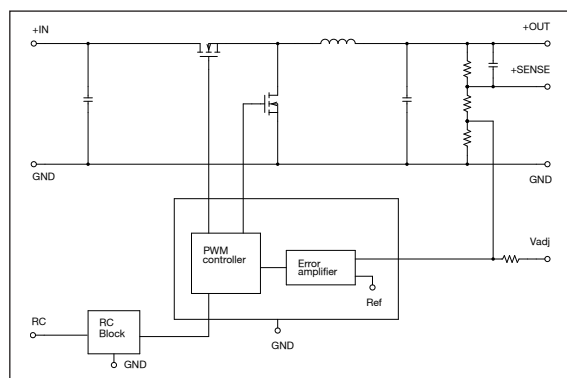 +IN
+OUT
+SENSE
GND
GND
PWM
controller
Error
amplifier
Vadj
Ref
RC
RC
Block
GND
GND